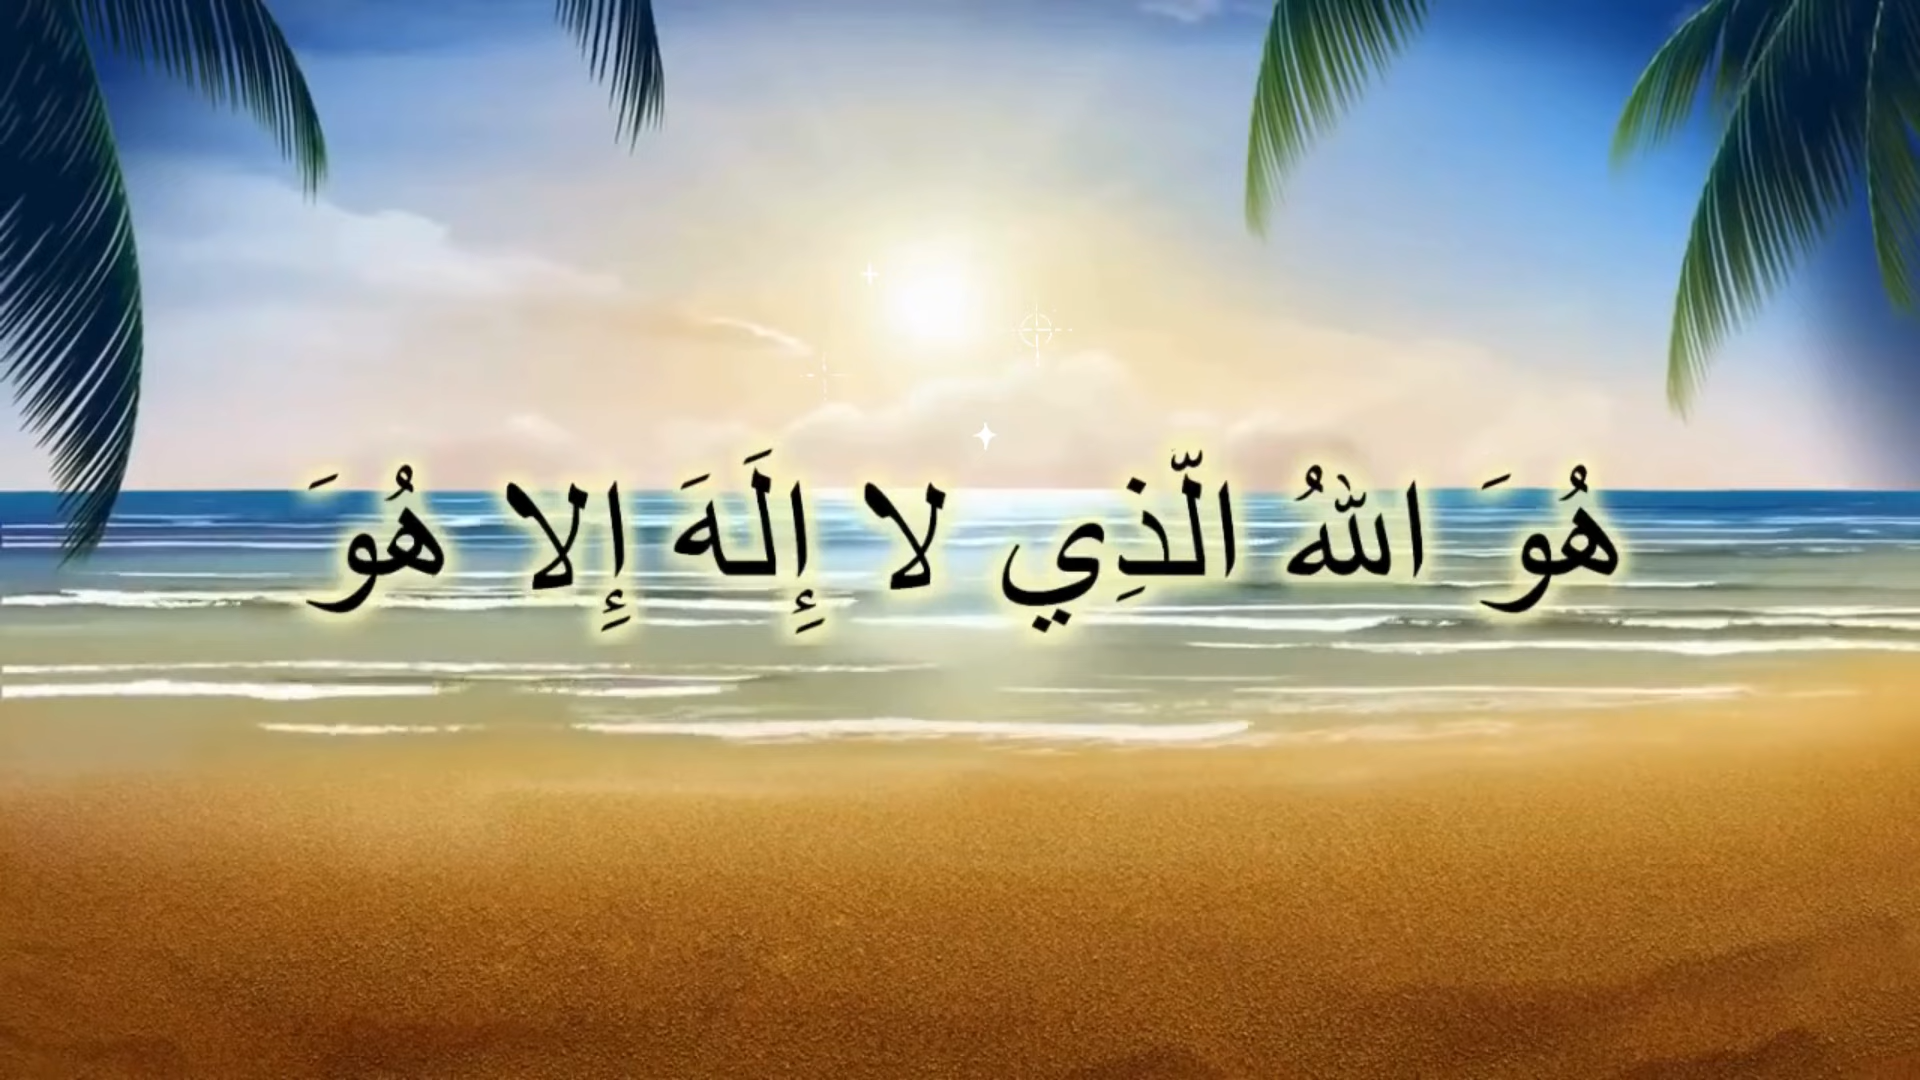 هُوَ اللهُ الَّذِي لا إِلَهَ إِلا هُوَ